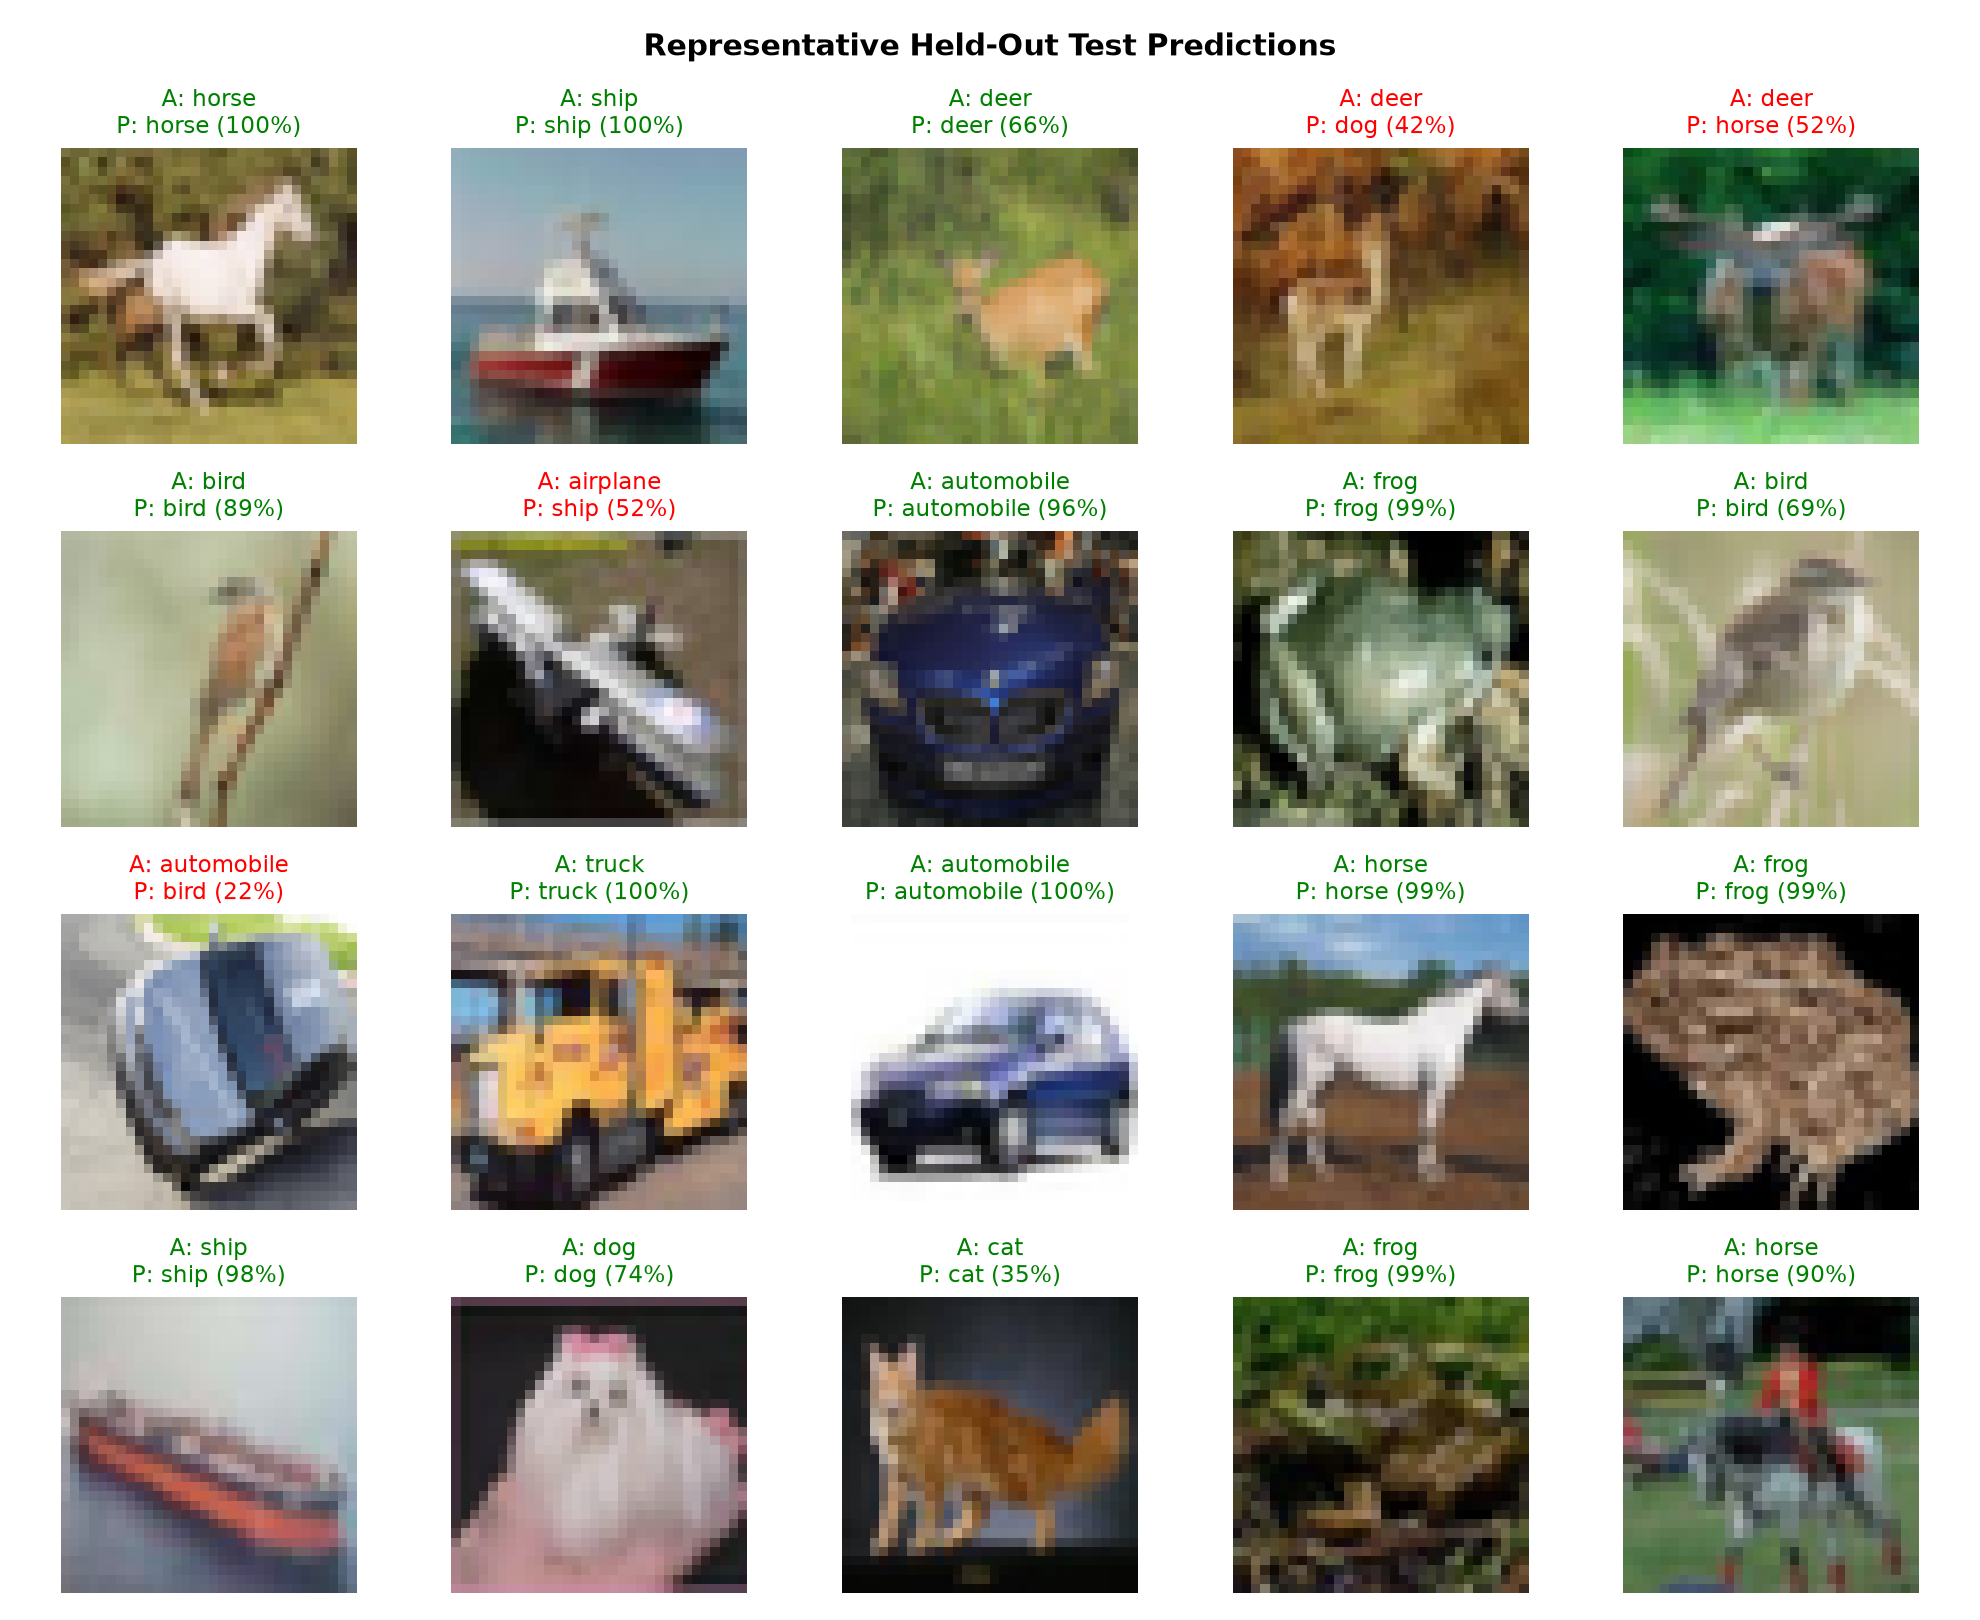 Representative Held-Out Test Predictions
A: horse
P: horse (100%)
A: ship
P: ship (100%)
A: deer
P: deer (66%)
A: deer
P: dog (42%)
A: deer
P: horse (52%)
A: bird
P: bird (89%)
A: airplane
P: ship (52%)
A: automobile
P: automobile (96%)
A: frog
P: frog (99%)
A: bird
P: bird (69%)
A: automobile
P: bird (22%)
A: truck
P: truck (100%)
A: automobile
P: automobile (100%)
A: horse
P: horse (99%)
A: frog
P: frog (99%)
A: ship
P: ship (98%)
A: dog
P: dog (74%)
A: cat
P: cat (35%)
A: frog
P: frog (99%)
A: horse
P: horse (90%)